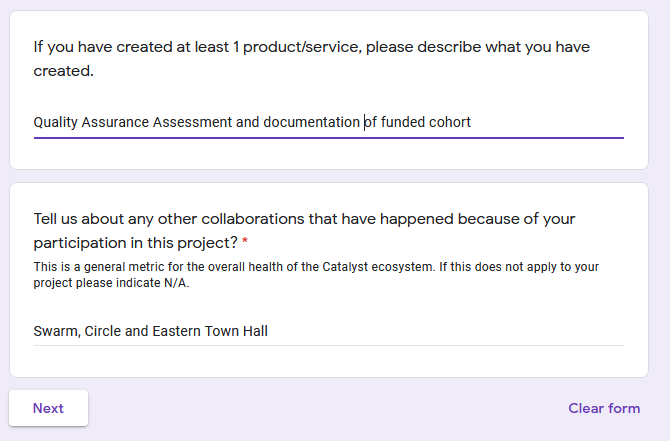 If you have created at least 1 product/service, please describe what you have
created.
Quality Assurance Assessment and documentation of funded cohort
Tell us about any other collaborations that have happened because of your
participation in this project? *
This is a general metric for the overall health of the Catalyst ecosystem. If this does not apply to your
project please indicate N/A.
Swarm, Circle and Eastern Town Hall
Next
Clear form